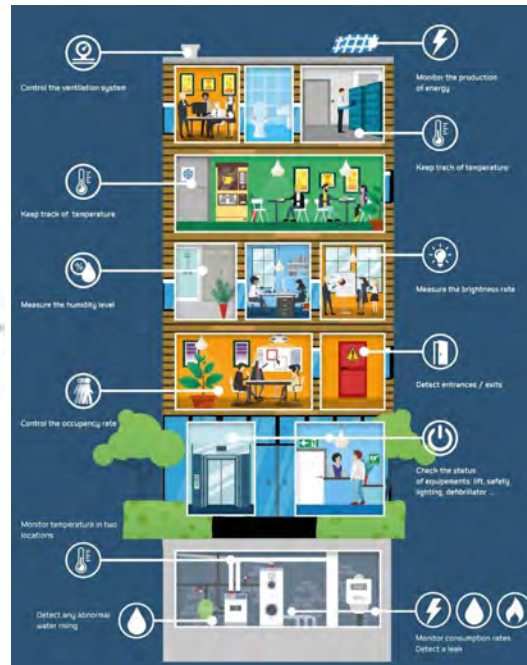 Control the ventilation system
Monitor the production
of energy
Keep track of temperature
Keep track of temperature
Measure the humidity level
Measure the brightness rate
Detect entrances / exits
Control the occupancy rate
Check the status
of equipements: lift, safety
lighting, defibrillator ...
Monitor temperature in two
locations
Detect any abnormal
water rising
Monitor consumption rates
Detect a leak